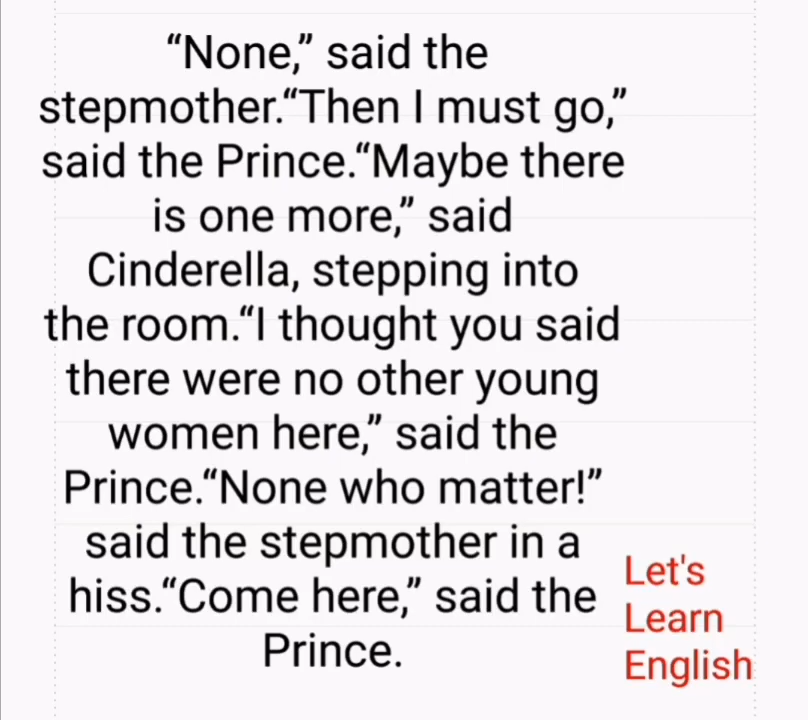 “None,” said the
stepmother.“Then I must go,”
said the Prince.“Maybe there
is one more,” said
Cinderella, stepping into
the room.“I thought you said
there were no other young
women here,” said the
Prince.“None who matter!”
said the stepmother in a
hiss.“Come here,” said the
Prince.
Let's
Learn
English